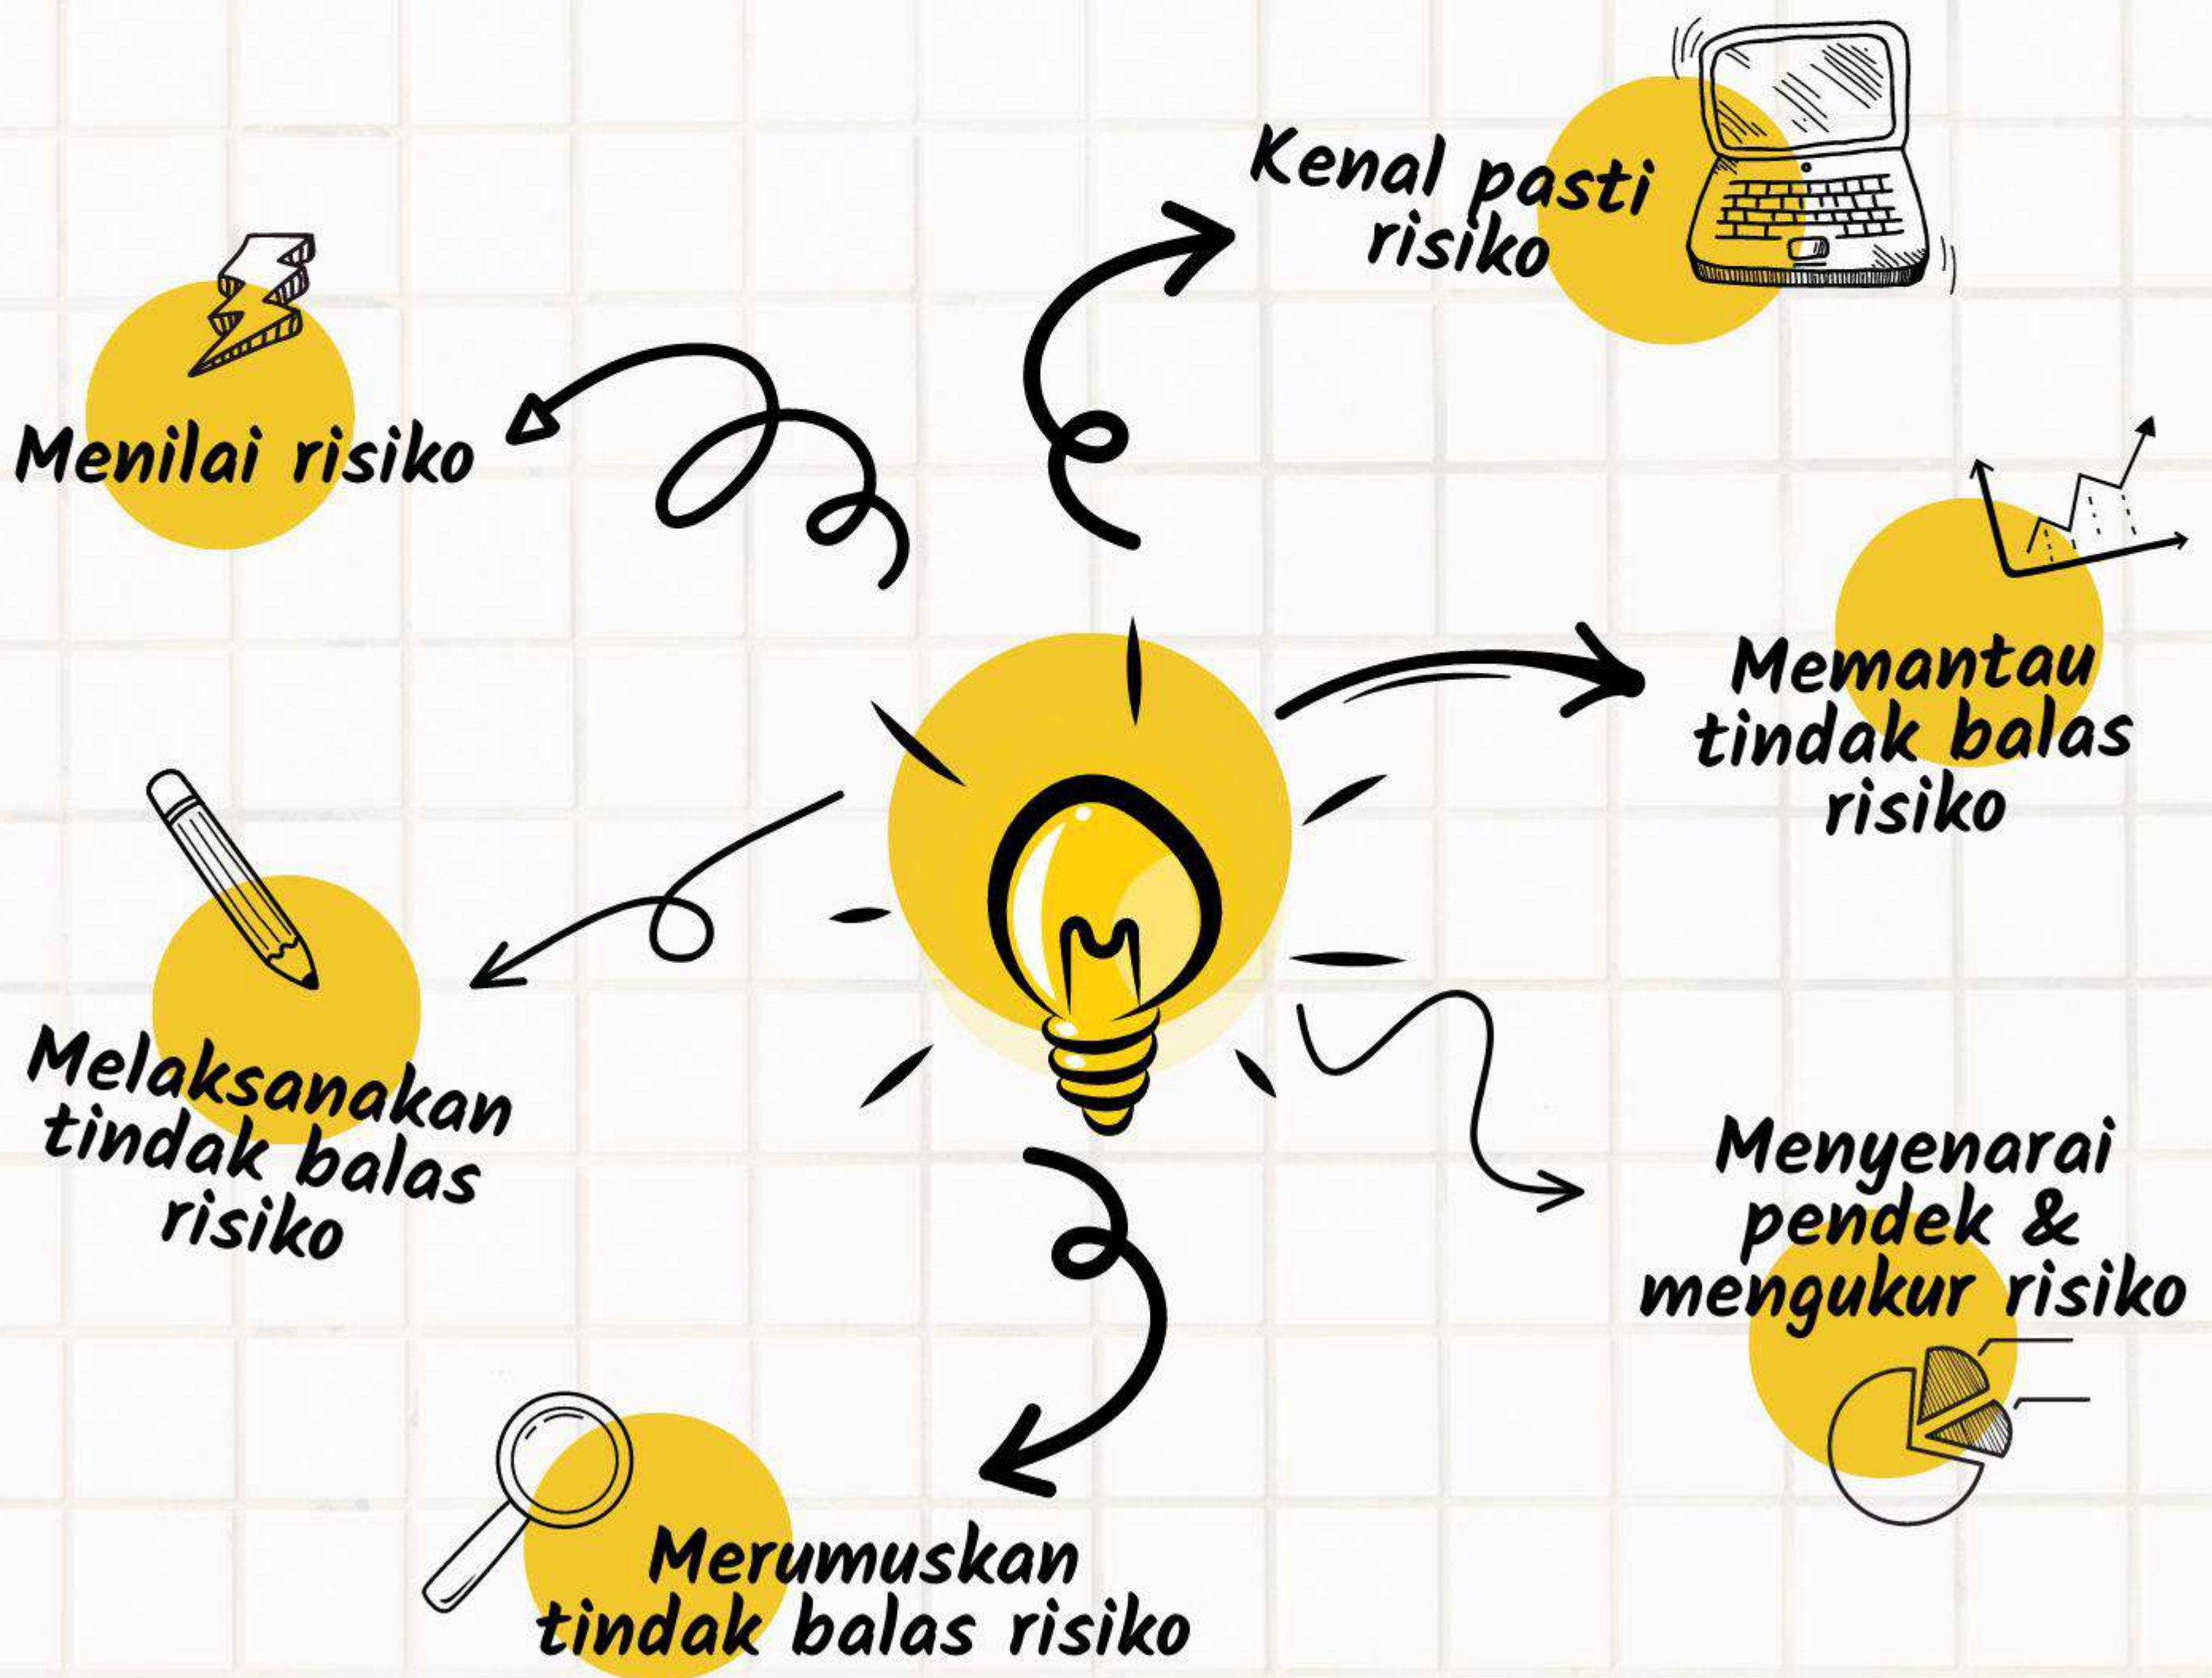 Kenal pasti
risiko
Menilai risiko
Memantau
tindak balas
risiko
Melaksanakan
tindak balas
risiko
Menyenarai
pendek &
mengukur risiko
Merumuskan
tindak balas risiko